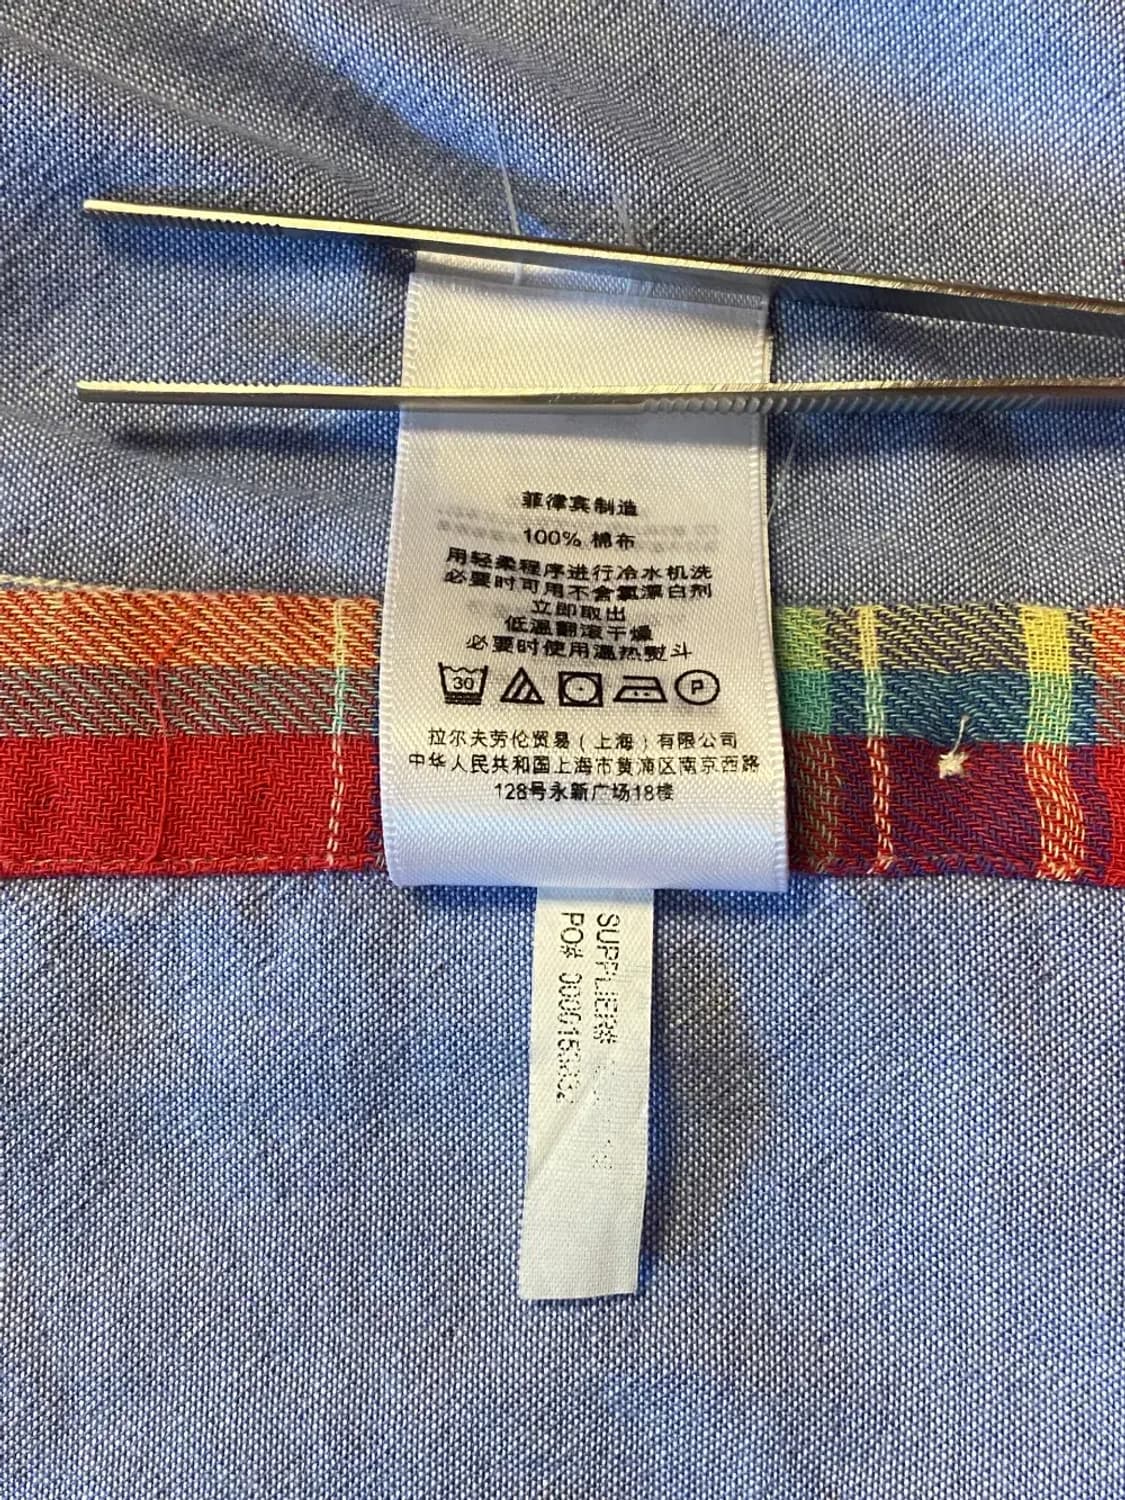 菲律宾制造
100% 棉布
用轻柔程序进行冷水机洗
必要时可用不含氯漂白剂
立即取出
低温翻滚干燥
必要时使用温热熨斗
30 P
拉尔夫劳伦贸易(上海)有限公司
中华人民共和国上海市黄浦区南京西路
128号永新广场18楼
SUPPLIER#
PO#